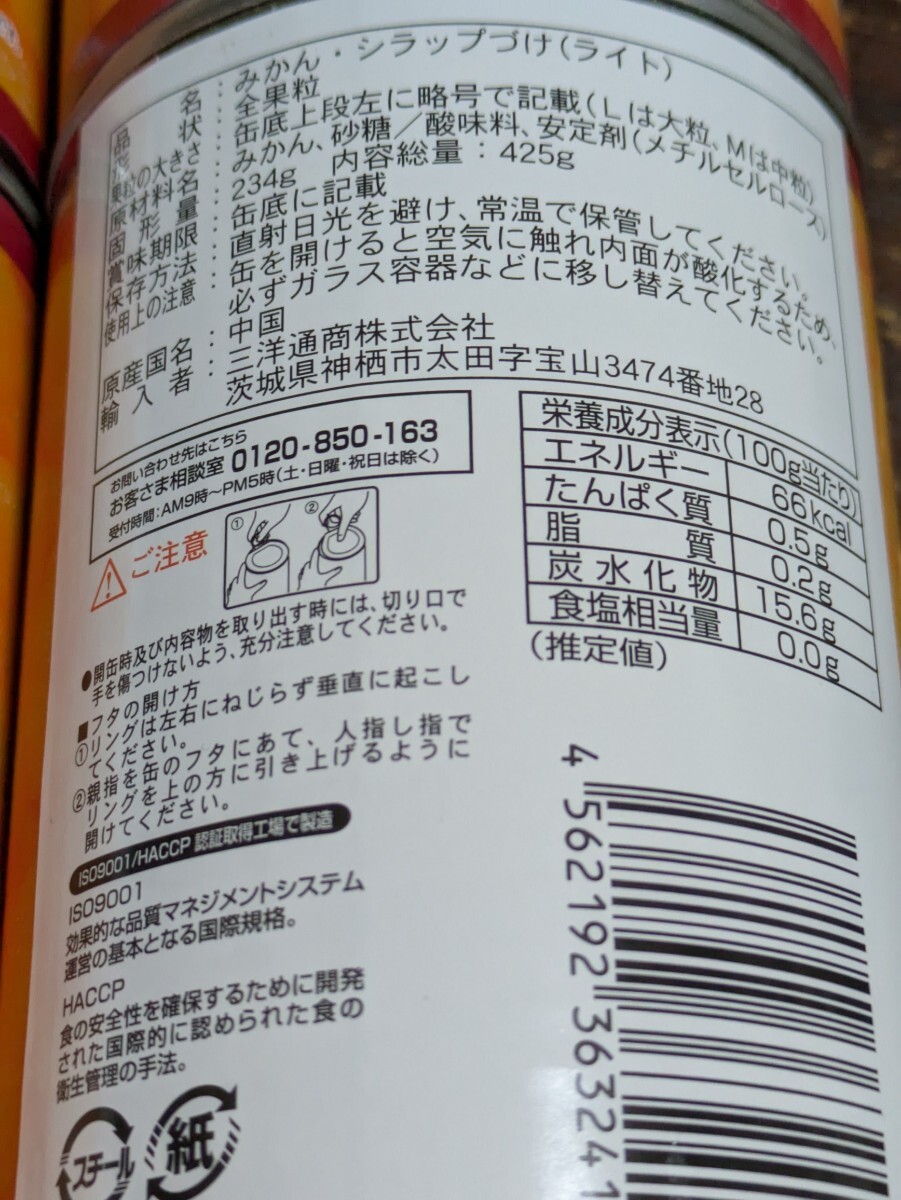 品名:みかん・シラップづけ(ライト)
形状:全果粒
果粒の大きさ:缶底上段左に略号で記載(Lは大粒、Mは中粒)
原材料名:みかん、砂糖/酸味料、安定剤(メチルセルロース)
固形量:234g 内容総量:425g
賞味期限:缶底に記載
保存方法:直射日光を避け、常温で保管してください。
使用上の注意:缶を開けると空気に触れ内面が酸化するため、
必ずガラス容器などに移し替えてください。
原産国名:中国
輸入者:三洋通商株式会社
茨城県神栖市太田字宝山3474番地28
お問い合わせ先はこちら
お客さま相談室 0120-850-163
受付時間:AM9時〜PM5時(土・日曜・祝日は除く)
ご注意
① ②
●開缶時及び内容物を取り出す時には、切り口で
手を傷つけないよう、充分注意してください。
■フタの開け方
①リングは左右にねじらず垂直に起こし
てください。
②親指を缶のフタにあて、人指し指で
リングを上の方に引き上げるように
開けてください。
ISO9001/HACCP 認証取得工場で製造
ISO9001
効果的な品質マネジメントシステム
運営の基本となる国際規格。
HACCP
食の安全性を確保するために開発
された国際的に認められた食の
衛生管理の手法。
スチール
紙
栄養成分表示(100g当たり)
エネルギー 66kcal
たんぱく質 0.5g
脂質 0.2g
炭水化物 15.6g
食塩相当量 0.0g
(推定値)
4 562192 363241